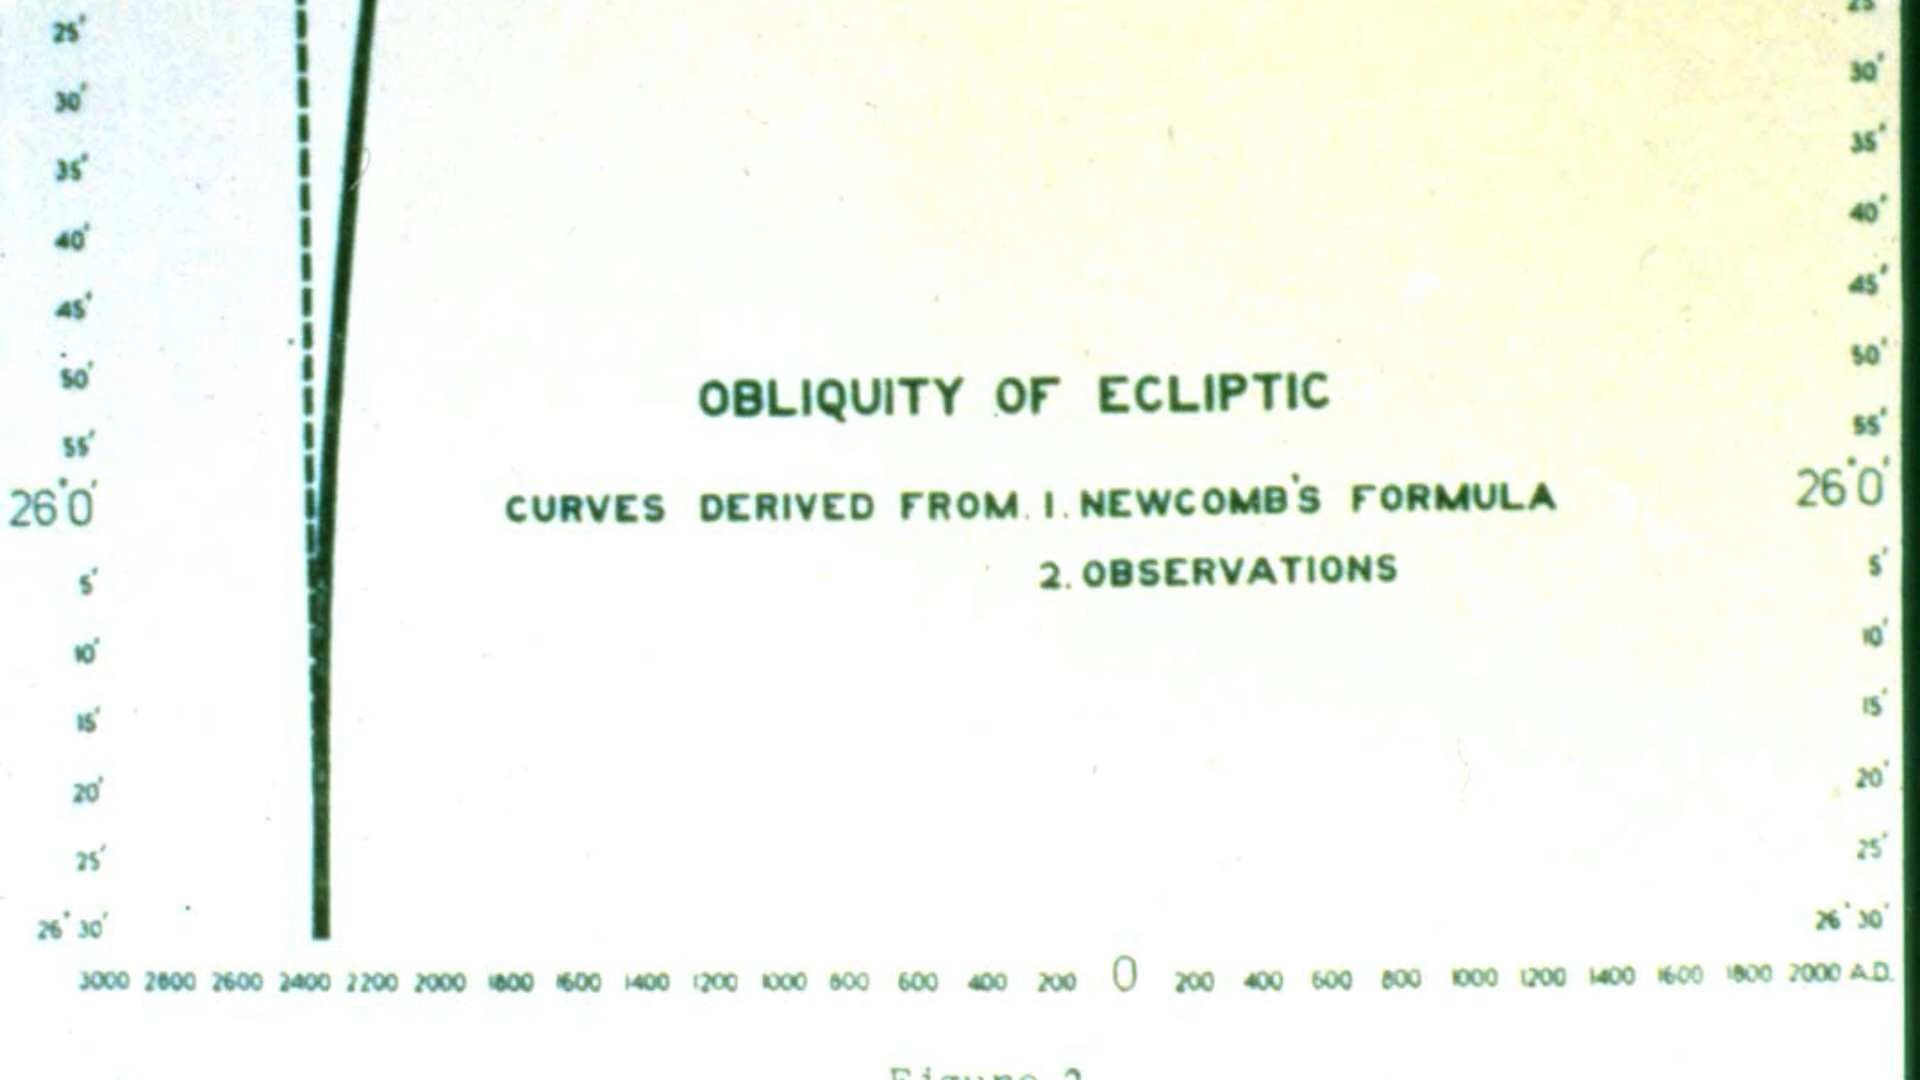 25' 25'
30' 30'
35' 35'
40' 40'
45' 45'
50' 50'
OBLIQUITY OF ECLIPTIC
55' 55'
26°0' CURVES DERIVED FROM. 1. NEWCOMB'S FORMULA 26°0'
2. OBSERVATIONS
5' 5'
10' 10'
15' 15'
20' 20'
25' 25'
26° 30' 26° 30'
3000 2800 2600 2400 2200 2000 1800 1600 1400 1200 1000 800 600 400 200 0 200 400 600 800 1000 1200 1400 1600 1800 2000 A.D.
Figure 2